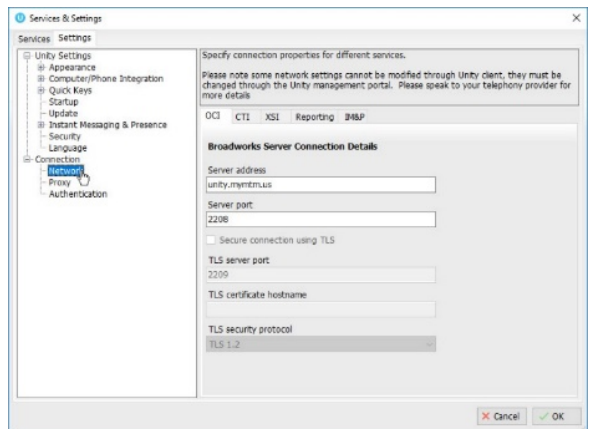 Services & Settings
Services Settings
Unity Settings
Appearance
Computer/Phone Integration
Quick Keys
Startup
Update
Instant Messaging & Presence
Security
Language
Connection
Network
Proxy
Authentication
Specify connection properties for different services.
Please note some network settings cannot be modified through Unity client, they must be
changed through the Unity management portal. Please speak to your telephony provider for
more details
OCI CTI XSI Reporting IM&P
Broadworks Server Connection Details
Server address
unity.mymtm.us
Server port
2208
Secure connection using TLS
TLS server port
2209
TLS certificate hostname
TLS security protocol
TLS 1.2
Cancel OK